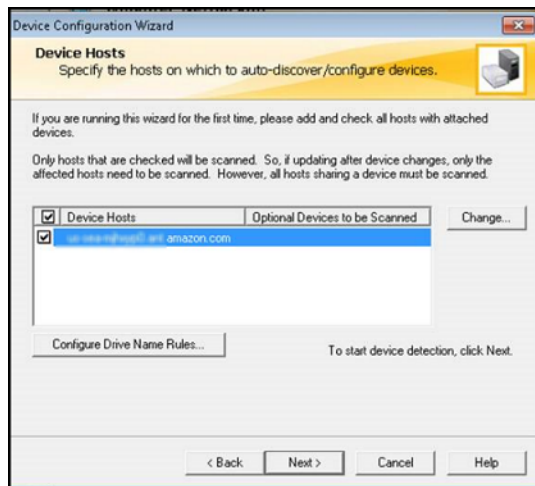 Device Configuration Wizard
Device Hosts
Specify the hosts on which to auto-discover/configure devices.
If you are running this wizard for the first time, please add and check all hosts with attached
devices.
Only hosts that are checked will be scanned. So, if updating after device changes, only the
affected hosts need to be scanned. However, all hosts sharing a device must be scanned.
Device Hosts Optional Devices to be Scanned Change...
amazon.com
Configure Drive Name Rules... To start device detection, click Next.
< Back Next > Cancel Help